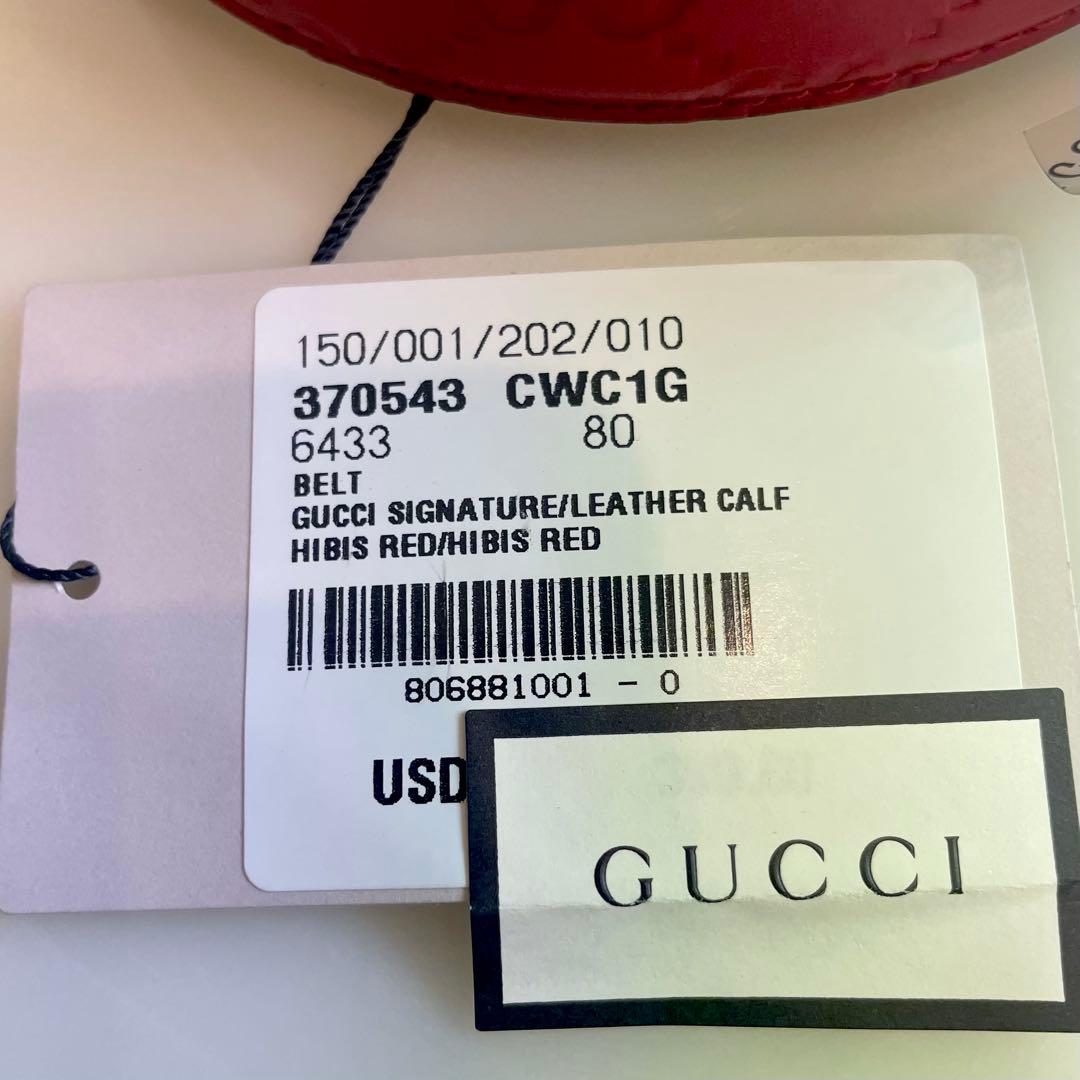 150/001/202/010
370543 CWC1G
6433 80
BELT
GUCCI SIGNATURE/LEATHER CALF
HIBIS RED/HIBIS RED
806881001 - 0
USD
GUCCI